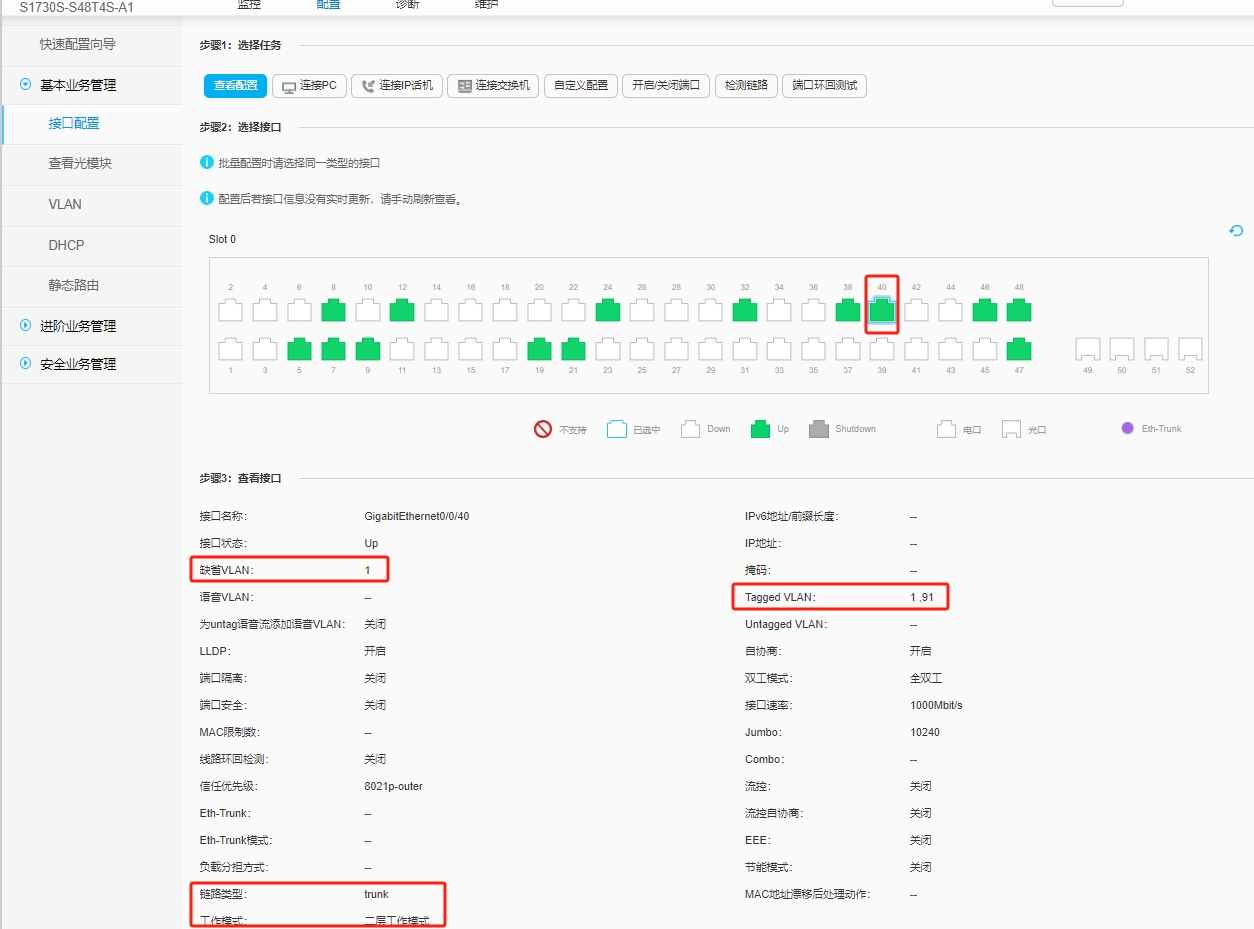 S1730S-S48T4S-A1
监控 配置 诊断 维护
快速配置向导
基本业务管理
接口配置
查看光模块
VLAN
DHCP
静态路由
进阶业务管理
安全业务管理
步骤1：选择任务
查看配置 连接PC 连接IP话机 连接交换机 自定义配置 开启/关闭端口 检测链路 端口环回测试
步骤2：选择接口
批量配置时请选择同一类型的接口
配置后若接口信息没有实时更新，请手动刷新查看。
Slot 0
2 4 6 8 10 12 14 16 18 20 22 24 26 28 30 32 34 36 38 40 42 44 46 48
1 3 5 7 9 11 13 15 17 19 21 23 25 27 29 31 33 35 37 39 41 43 45 47 49 50 51 52
不支持 已选中 Down Up Shutdown 电口 光口 Eth-Trunk
步骤3：查看接口
接口名称： GigabitEthernet0/0/40 IPv6地址/前缀长度： --
接口状态： Up IP地址： --
缺省VLAN： 1 掩码： --
语音VLAN： -- Tagged VLAN： 1 ,91
为untag语音流添加语音VLAN： 关闭 Untagged VLAN： --
LLDP： 开启 自协商： 开启
端口隔离： 关闭 双工模式： 全双工
端口安全： 关闭 接口速率： 1000Mbit/s
MAC限制数： -- Jumbo： 10240
线路环回检测： 关闭 Combo： --
信任优先级： 8021p-outer 流控： 关闭
Eth-Trunk： -- 流控自协商： 关闭
Eth-Trunk模式： -- EEE： 关闭
负载分担方式： -- 节能模式： 关闭
链路类型： trunk MAC地址漂移后处理动作： --
工作模式： 二层工作模式